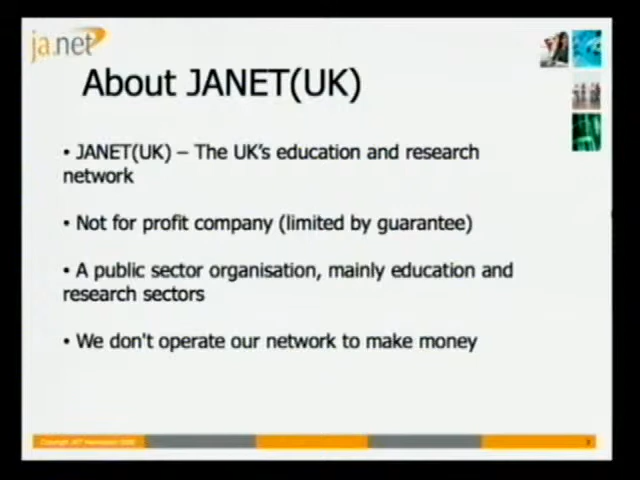 ja.net
About JANET(UK)
• JANET(UK) – The UK's education and research
network
• Not for profit company (limited by guarantee)
• A public sector organisation, mainly education and
research sectors
• We don't operate our network to make money